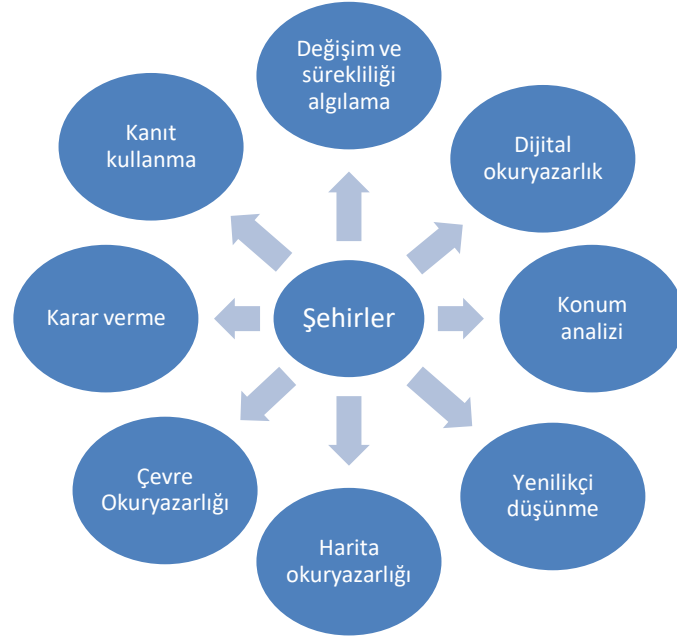 Değişim ve
sürekliliği
algılama
Dijital
okuryazarlık
Konum
analizi
Yenilikçi
düşünme
Harita
okuryazarlığı
Çevre
Okuryazarlığı
Karar verme
Kanıt
kullanma
Şehirler